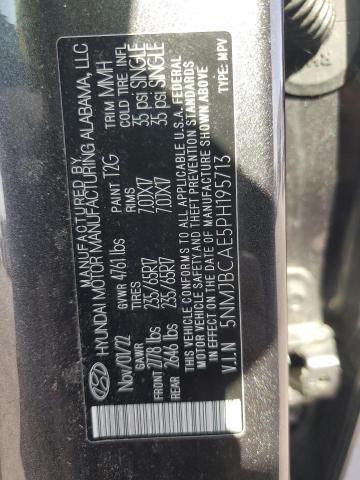 MANUFACTURED BY
HYUNDAI MOTOR MANUFACTURING ALABAMA, LLC
Nov/01/22 GVWR 4761 lbs PAINT T2G TRIM MMH
GAWR TIRES RIMS COLD TIRE INFL
FRONT 2778 lbs 235/65R17 7.0JX17 35 psi SINGLE
REAR 2646 lbs 235/65R17 7.0JX17 35 psi SINGLE
THIS VEHICLE CONFORMS TO ALL APPLICABLE U.S.A. FEDERAL
MOTOR VEHICLE SAFETY AND THEFT PREVENTION STANDARDS
IN EFFECT ON THE DATE OF MANUFACTURE SHOWN ABOVE.
V.I.N 5NMJBCAE5PH195713 TYPE: MPV